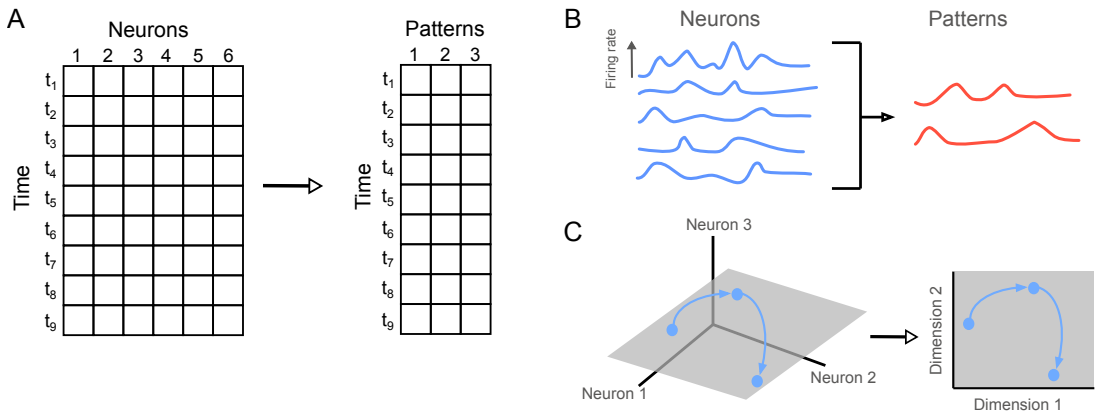 A
Neurons
1 2 3 4 5 6
Time
t1
t2
t3
t4
t5
t6
t7
t8
t9
Patterns
1 2 3
Time
t1
t2
t3
t4
t5
t6
t7
t8
t9
B
Neurons
Firing rate
Patterns
C
Neuron 3
Neuron 1
Neuron 2
Dimension 2
Dimension 1